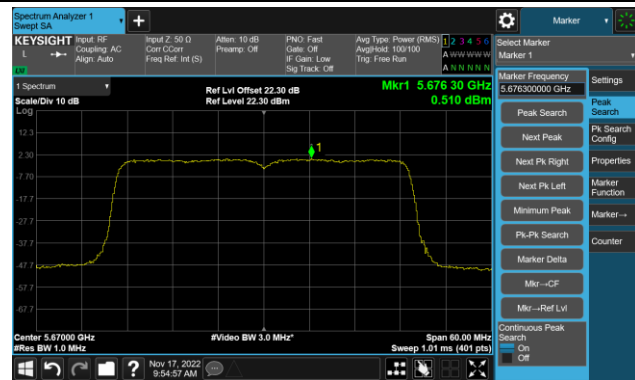 Spectrum Analyzer 1
Swept SA
Marker
KEYSIGHT
L
Input: RF
Coupling: AC
Align: Auto
Input Z: 50 Ω
Corr CCorr
Freq Ref: Int (S)
Atten: 10 dB
Preamp: Off
PNO: Fast
Gate: Off
IF Gain: Low
Sig Track: Off
Avg Type: Power (RMS)
Avg|Hold: 100/100
Trig: Free Run
1 2 3 4 5 6
A W W W W W
A N N N N N
Select Marker
Marker 1
1 Spectrum
Scale/Div 10 dB
Log
Ref Lvl Offset 22.30 dB
Ref Level 22.30 dBm
Mkr1 5.676 30 GHz
0.510 dBm
12.3
2.30
-7.70
-17.7
-27.7
-37.7
-47.7
-57.7
-67.7
1
Center 5.67000 GHz
#Res BW 1.0 MHz
#Video BW 3.0 MHz*
Span 60.00 MHz
Sweep 1.01 ms (401 pts)
Marker Frequency
5.676300000 GHz
Peak Search
Next Peak
Next Pk Right
Next Pk Left
Minimum Peak
Pk-Pk Search
Marker Delta
Mkr→CF
Mkr→Ref Lvl
Continuous Peak
Search
On
Off
Settings
Peak
Search
Pk Search
Config
Properties
Marker
Function
Marker→
Counter
?
Nov 17, 2022
9:54:57 AM